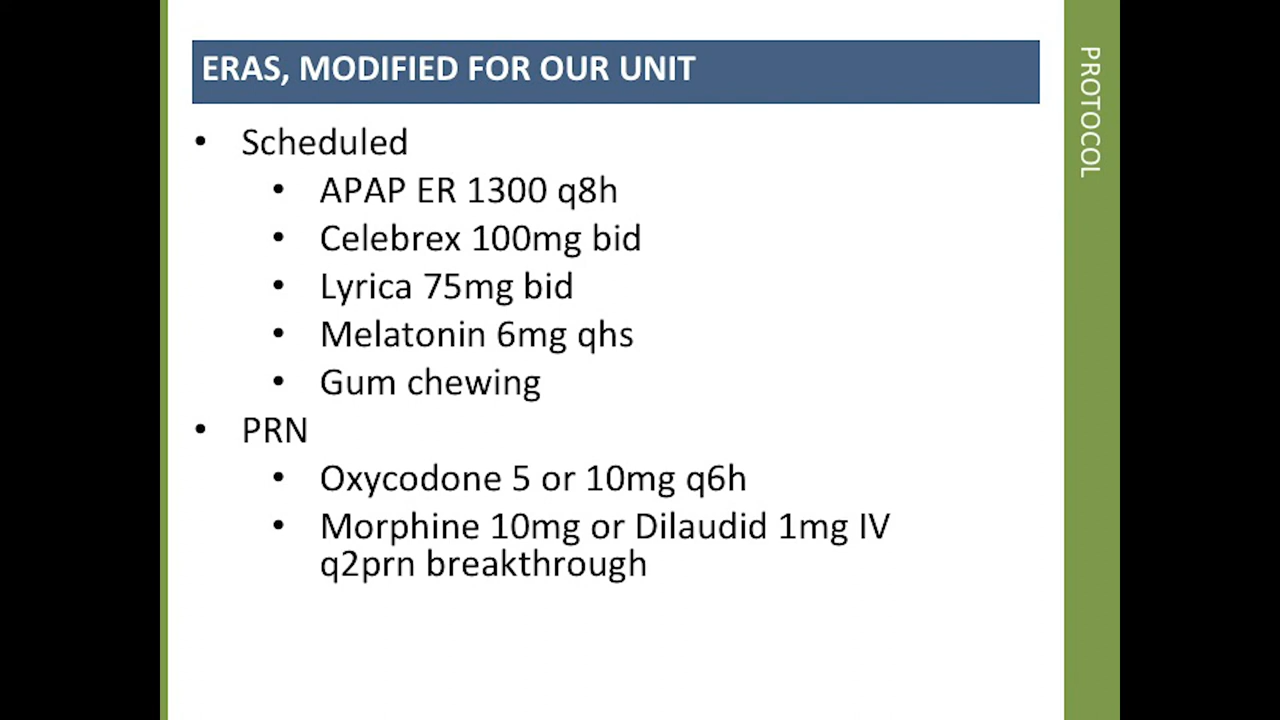 ERAS, MODIFIED FOR OUR UNIT
PROTOCOL
• Scheduled
• APAP ER 1300 q8h
• Celebrex 100mg bid
• Lyrica 75mg bid
• Melatonin 6mg qhs
• Gum chewing
• PRN
• Oxycodone 5 or 10mg q6h
• Morphine 10mg or Dilaudid 1mg IV
q2prn breakthrough